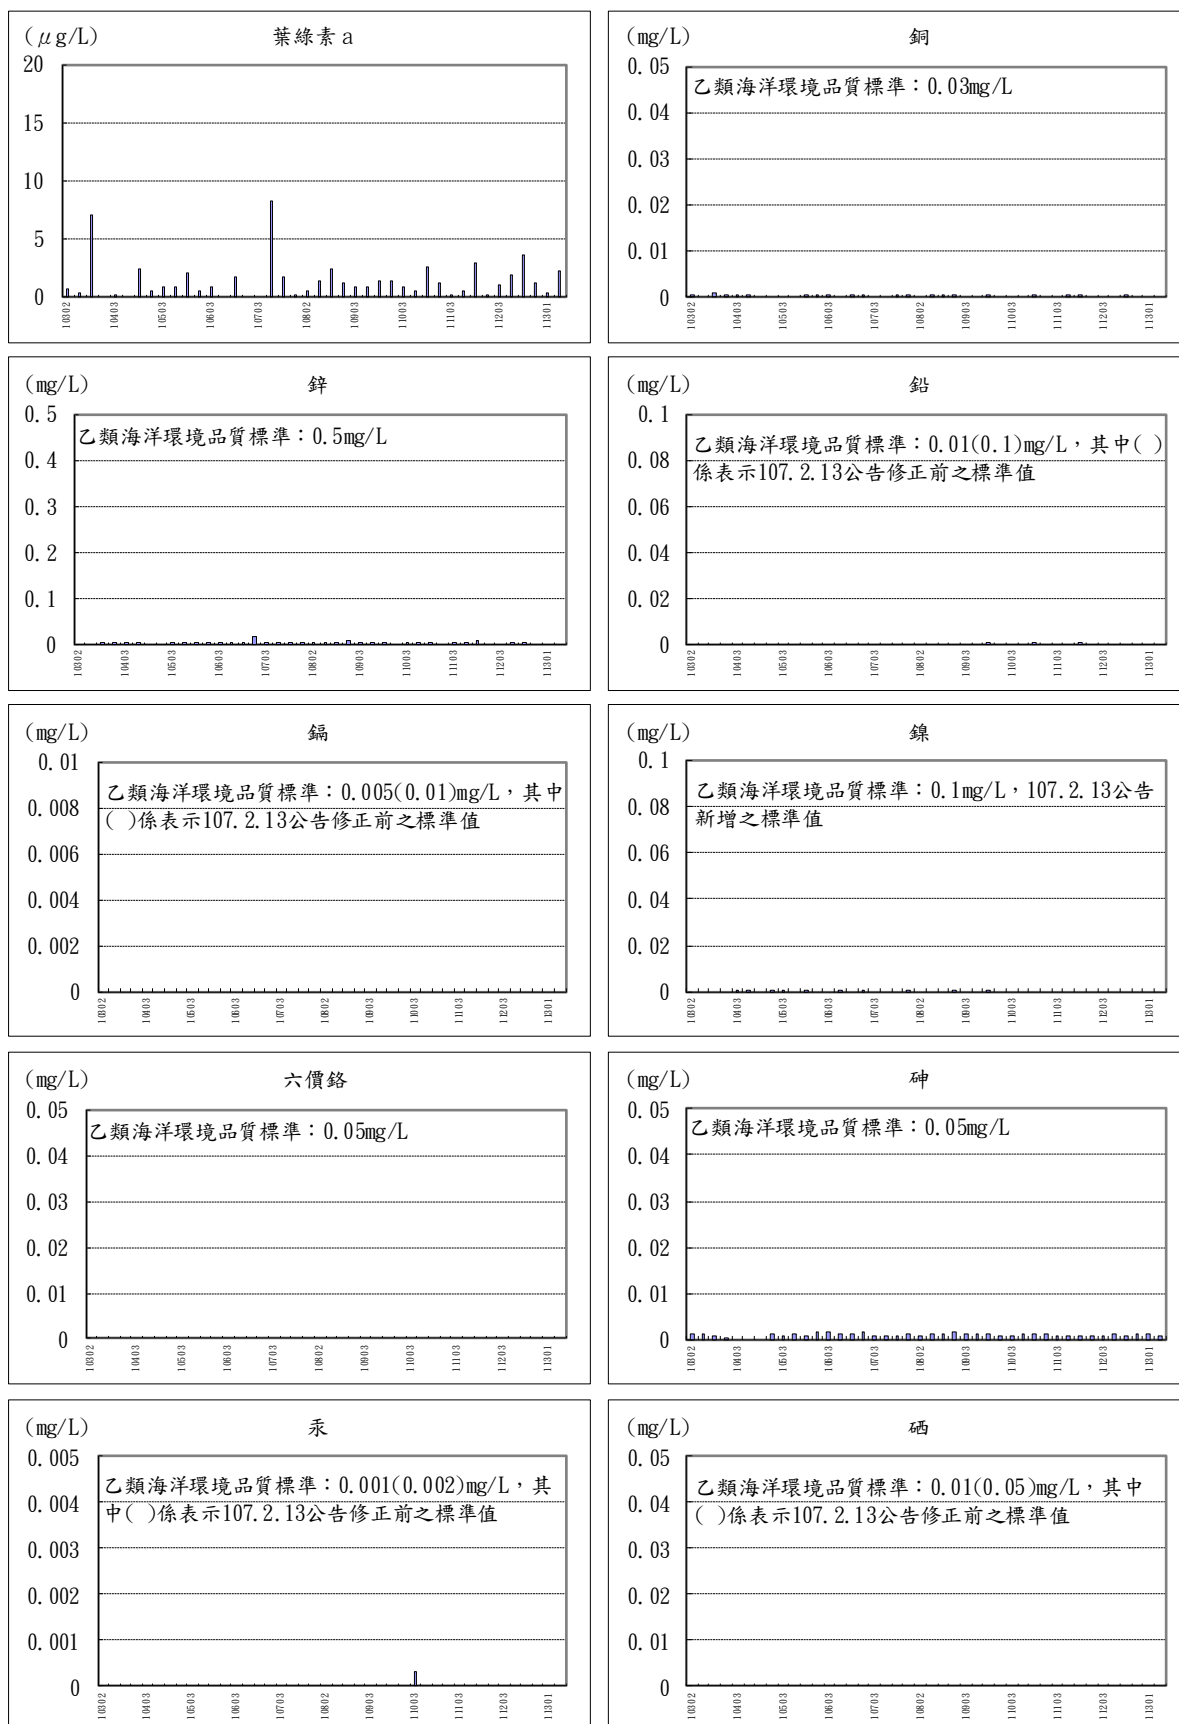 (μg/L) 葉綠素a
20
15
10
5
0
10302 10403 10503 10603 10703 10802 10903 11003 11103 11203 11301
(mg/L) 銅
0.05
乙類海洋環境品質標準：0.03mg/L
0.04
0.03
0.02
0.01
0
10302 10403 10503 10603 10703 10802 10903 11003 11103 11203 11301
(mg/L) 鋅
0.5
乙類海洋環境品質標準：0.5mg/L
0.4
0.3
0.2
0.1
0
10302 10403 10503 10603 10703 10802 10903 11003 11103 11203 11301
(mg/L) 鉛
0.1
乙類海洋環境品質標準：0.01(0.1)mg/L，其中( )
0.08
係表示107.2.13公告修正前之標準值
0.06
0.04
0.02
0
10302 10403 10503 10603 10703 10802 10903 11003 11103 11203 11301
(mg/L) 鎘
0.01
乙類海洋環境品質標準：0.005(0.01)mg/L，其中
0.008
( )係表示107.2.13公告修正前之標準值
0.006
0.004
0.002
0
10302 10403 10503 10603 10703 10802 10903 11003 11103 11203 11301
(mg/L) 鎳
0.1
乙類海洋環境品質標準：0.1mg/L，107.2.13公告
0.08
新增之標準值
0.06
0.04
0.02
0
10302 10403 10503 10603 10703 10802 10903 11003 11103 11203 11301
(mg/L) 六價鉻
0.05
乙類海洋環境品質標準：0.05mg/L
0.04
0.03
0.02
0.01
0
10302 10403 10503 10603 10703 10802 10903 11003 11103 11203 11301
(mg/L) 砷
0.05
乙類海洋環境品質標準：0.05mg/L
0.04
0.03
0.02
0.01
0
10302 10403 10503 10603 10703 10802 10903 11003 11103 11203 11301
(mg/L) 汞
0.005
乙類海洋環境品質標準：0.001(0.002)mg/L，其
0.004
中( )係表示107.2.13公告修正前之標準值
0.003
0.002
0.001
0
10302 10403 10503 10603 10703 10802 10903 11003 11103 11203 11301
(mg/L) 硒
0.05
乙類海洋環境品質標準：0.01(0.05)mg/L，其中
0.04
( )係表示107.2.13公告修正前之標準值
0.03
0.02
0.01
0
10302 10403 10503 10603 10703 10802 10903 11003 11103 11203 11301